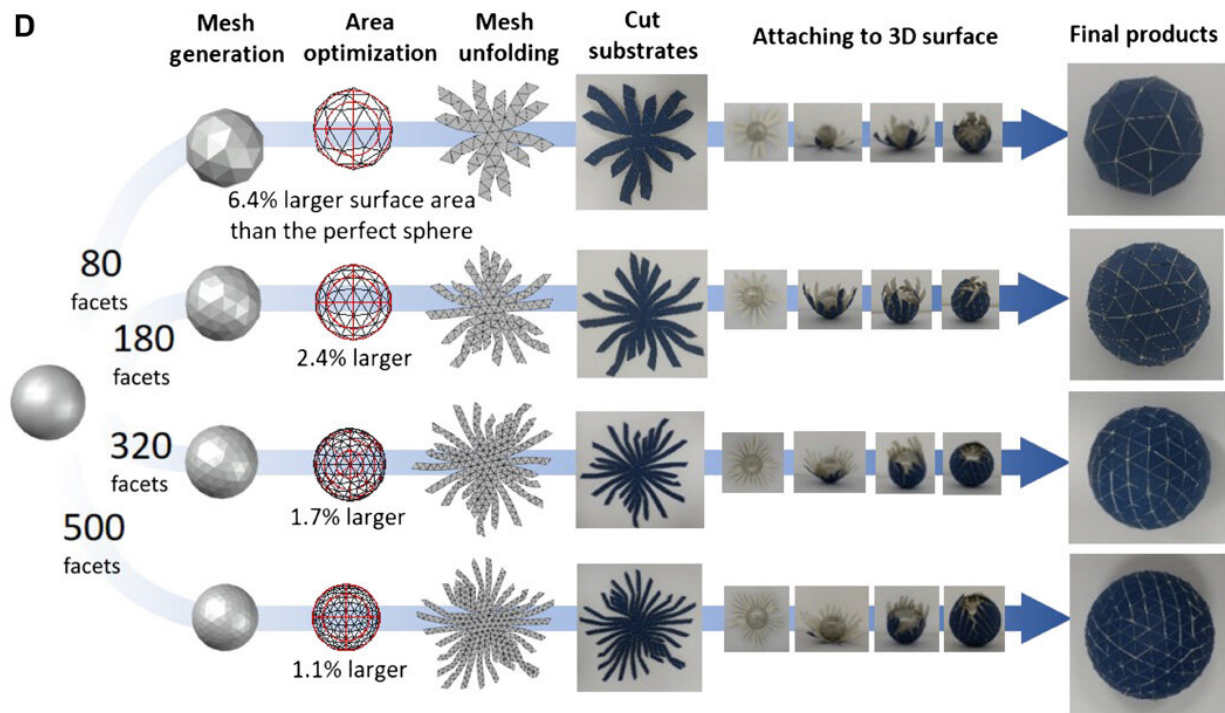 D
Mesh
generation
Area
optimization
Mesh
unfolding
Cut
substrates
Attaching to 3D surface
Final products
6.4% larger surface area
than the perfect sphere
80
facets
2.4% larger
180
facets
320
facets
1.7% larger
500
facets
1.1% larger